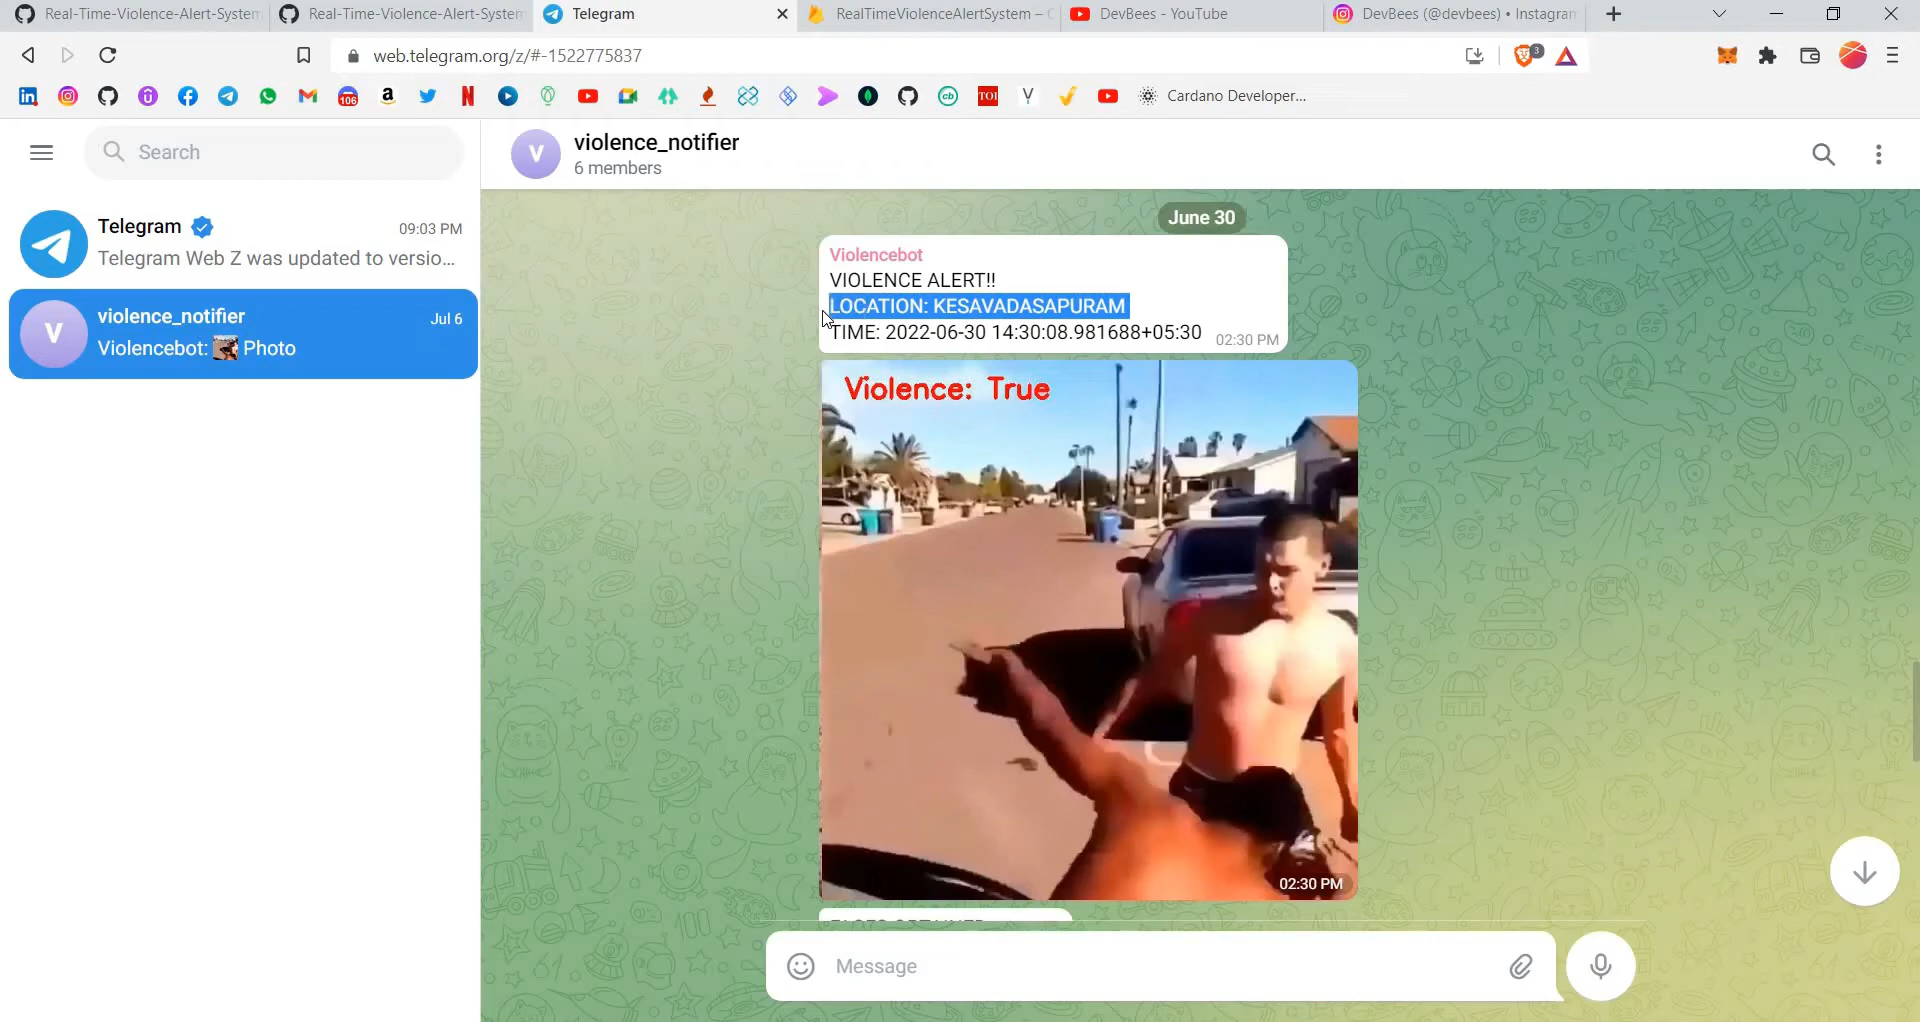 Real-Time-Violence-Alert-System
Real-Time-Violence-Alert-System
Telegram
RealTimeViolenceAlertSystem –
DevBees - YouTube
DevBees (@devbees) • Instagram
web.telegram.org/z/#-1522775837
3
106
TOI
Cardano Developer...
Search
V
violence_notifier
6 members
Telegram
09:03 PM
Telegram Web Z was updated to versio...
V
violence_notifier
Jul 6
Violencebot: Photo
June 30
Violencebot
VIOLENCE ALERT!!
LOCATION: KESAVADASAPURAM
TIME: 2022-06-30 14:30:08.981688+05:30
02:30 PM
Violence: True
02:30 PM
Message